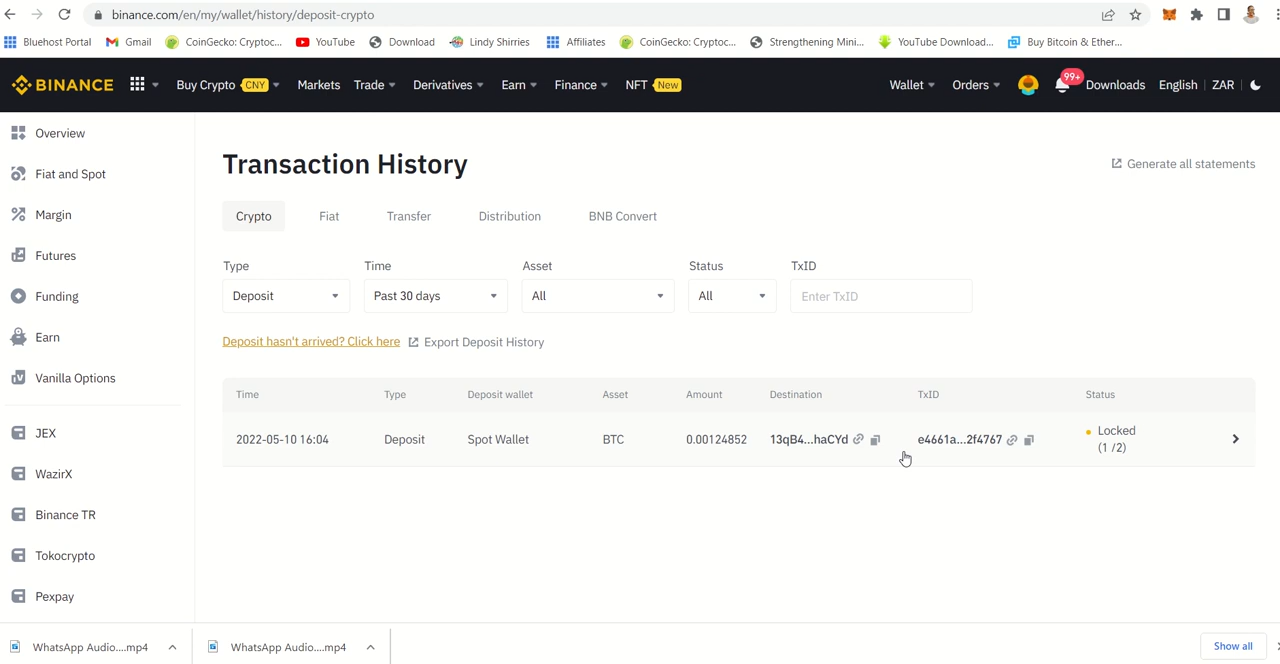 binance.com/en/my/wallet/history/deposit-crypto
Bluehost Portal Gmail CoinGecko: Cryptoc... YouTube Download Lindy Shirries Affiliates CoinGecko: Cryptoc... Strengthening Mini... YouTube Download... Buy Bitcoin & Ether...
BINANCE Buy Crypto CNY Markets Trade Derivatives Earn Finance NFT New Wallet Orders 99+ Downloads English ZAR
Overview
Fiat and Spot
Margin
Futures
Funding
Earn
Vanilla Options
JEX
WazirX
Binance TR
Tokocrypto
Pexpay
Transaction History
Generate all statements
Crypto Fiat Transfer Distribution BNB Convert
Type Time Asset Status TxID
Deposit Past 30 days All All Enter TxID
Deposit hasn't arrived? Click here Export Deposit History
Time Type Deposit wallet Asset Amount Destination TxID Status
2022-05-10 16:04 Deposit Spot Wallet BTC 0.00124852 13qB4...haCYd e4661a...2f4767 Locked
(1 /2)
WhatsApp Audio....mp4 WhatsApp Audio....mp4 Show all